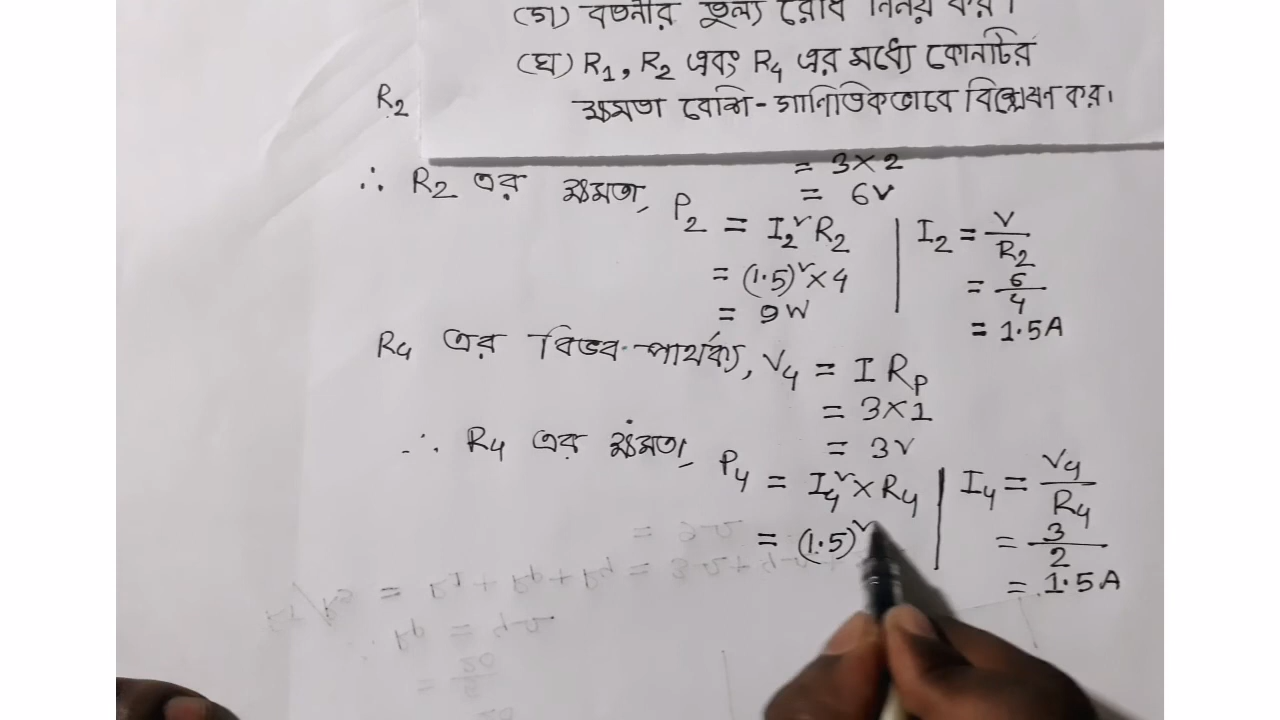 (গ) বর্তনীর তুল্য রোধ নির্ণয় কর।
(ঘ) R₁, R₂ এবং R₄ এর মধ্যে কোনটির
ক্ষমতা বেশি - গাণিতিকভাবে বিশ্লেষণ কর।
R₂
= 3×2
= 6V
∴ R₂ এর ক্ষমতা, P₂ = I₂² R₂ | I₂ = V/R₂
= (1.5)² × 4 = 6/4
= 9W = 1.5A
R₄ এর বিভব পার্থক্য, V₄ = I Rₚ
= 3×1
= 3V
∴ R₄ এর ক্ষমতা, P₄ = I₄² × R₄ | I₄ = V₄/R₄
= (1.5)² = 3/2
= 1.5A